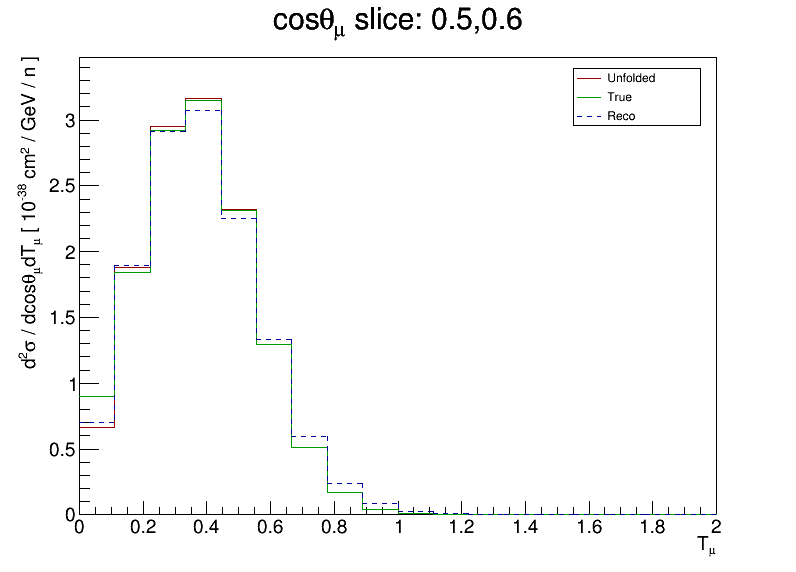 cosθμ slice: 0.5,0.6
d²σ / dcosθμdTμ [ 10⁻³⁸ cm² / GeV / n ]
Unfolded
True
Reco
3
2.5
2
1.5
1
0.5
0
0 0.2 0.4 0.6 0.8 1 1.2 1.4 1.6 1.8 2
Tμ